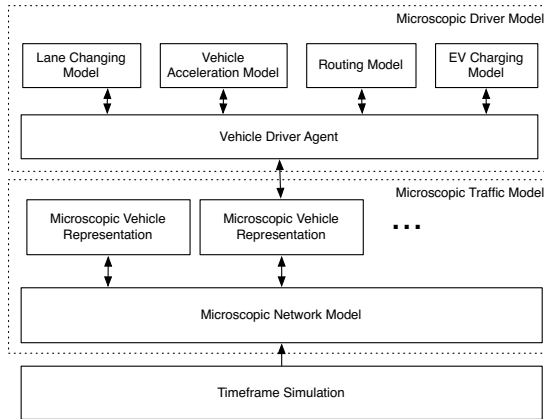 Microscopic Driver Model
Lane Changing
Model
Vehicle
Acceleration Model
Routing Model
EV Charging
Model
Vehicle Driver Agent
Microscopic Traffic Model
Microscopic Vehicle
Representation
Microscopic Vehicle
Representation
...
Microscopic Network Model
Timeframe Simulation